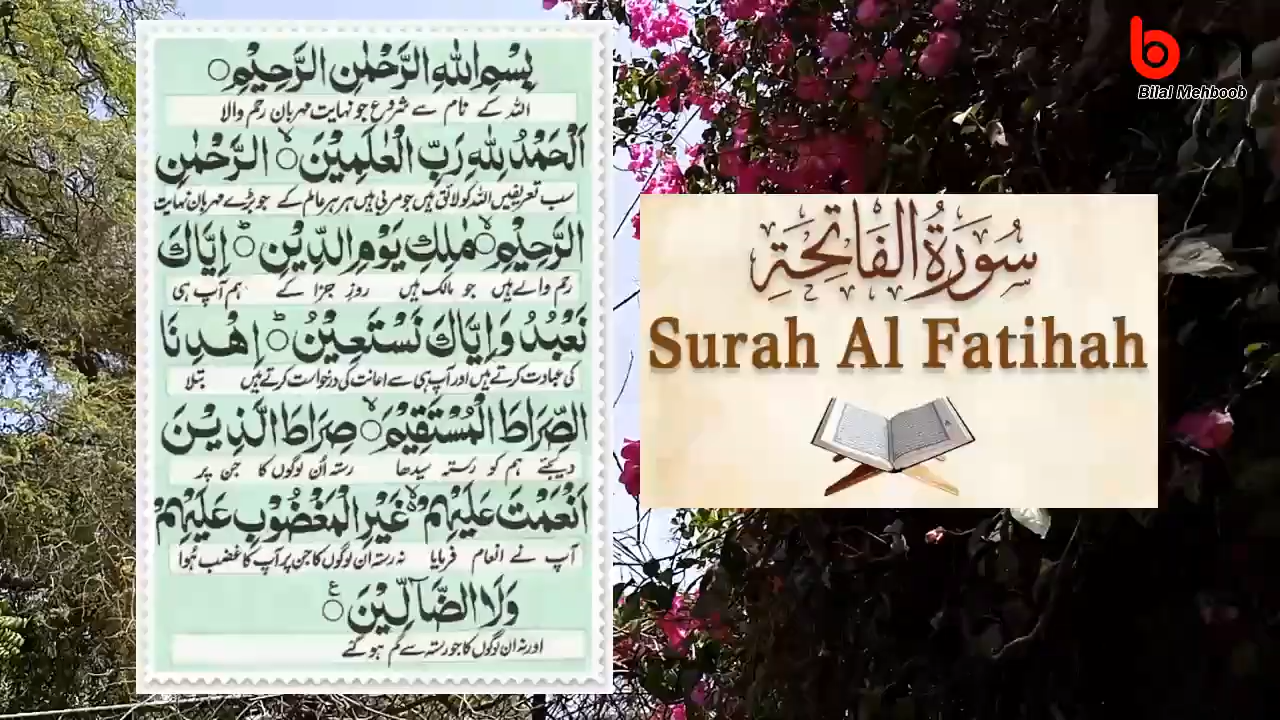 بِسْمِ اللّٰهِ الرَّحْمٰنِ الرَّحِيْمِ○
اللہ کے نام سے شروع جو نہایت مہربان رحم والا
اَلْحَمْدُ لِلّٰهِ رَبِّ الْعٰلَمِيْنَ○ۙ الرَّحْمٰنِ
سب تعریفیں اللہ کو لائق ہیں جو مربی ہیں ہر ہر عالم کے جو بڑے مہربان نہایت
الرَّحِيْمِ○ۙ مٰلِكِ يَوْمِ الدِّيْنِ○ؕ اِيَّاكَ
رحم والے ہیں جو مالک ہیں روزِ جزا کے ہم آپ ہی
نَعْبُدُ وَاِيَّاكَ نَسْتَعِيْنُ○ؕ اِهْدِنَا
کی عبادت کرتے ہیں اور آپ ہی سے اعانت کی درخواست کرتے ہیں بتلا
الصِّرَاطَ الْمُسْتَقِيْمَ○ۙ صِرَاطَ الَّذِيْنَ
دیجئے ہم کو رستہ سیدھا رستہ اُن لوگوں کا جن پر
اَنْعَمْتَ عَلَيْهِمْ○ۙ غَيْرِ الْمَغْضُوْبِ عَلَيْهِمْ
آپ نے انعام فرمایا نہ رستہ ان لوگوں کا جن پر آپ کا غضب ہُوا
وَلَا الضَّآلِّيْنَ○ع
اور نہ ان لوگوں کا جو رستہ سے گم ہو گئے
bm
Bilal Mehboob
سُورَةُ الْفَاتِحَةِ
Surah Al Fatihah